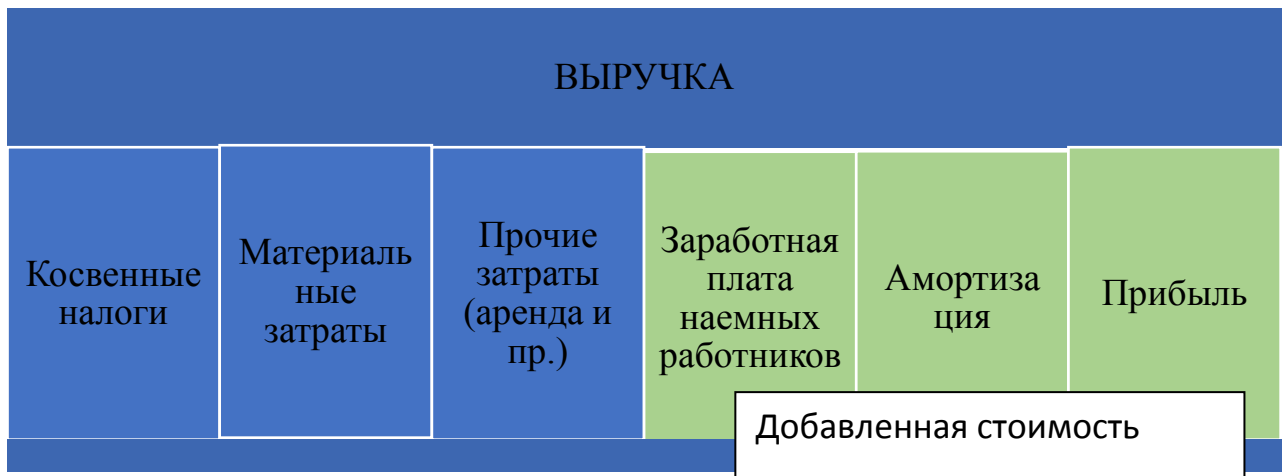 ВЫРУЧКА
Косвенные
налоги
Материаль
ные
затраты
Прочие
затраты
(аренда и
пр.)
Заработная
плата
наемных
работников
Амортиза
ция
Прибыль
Добавленная стоимость